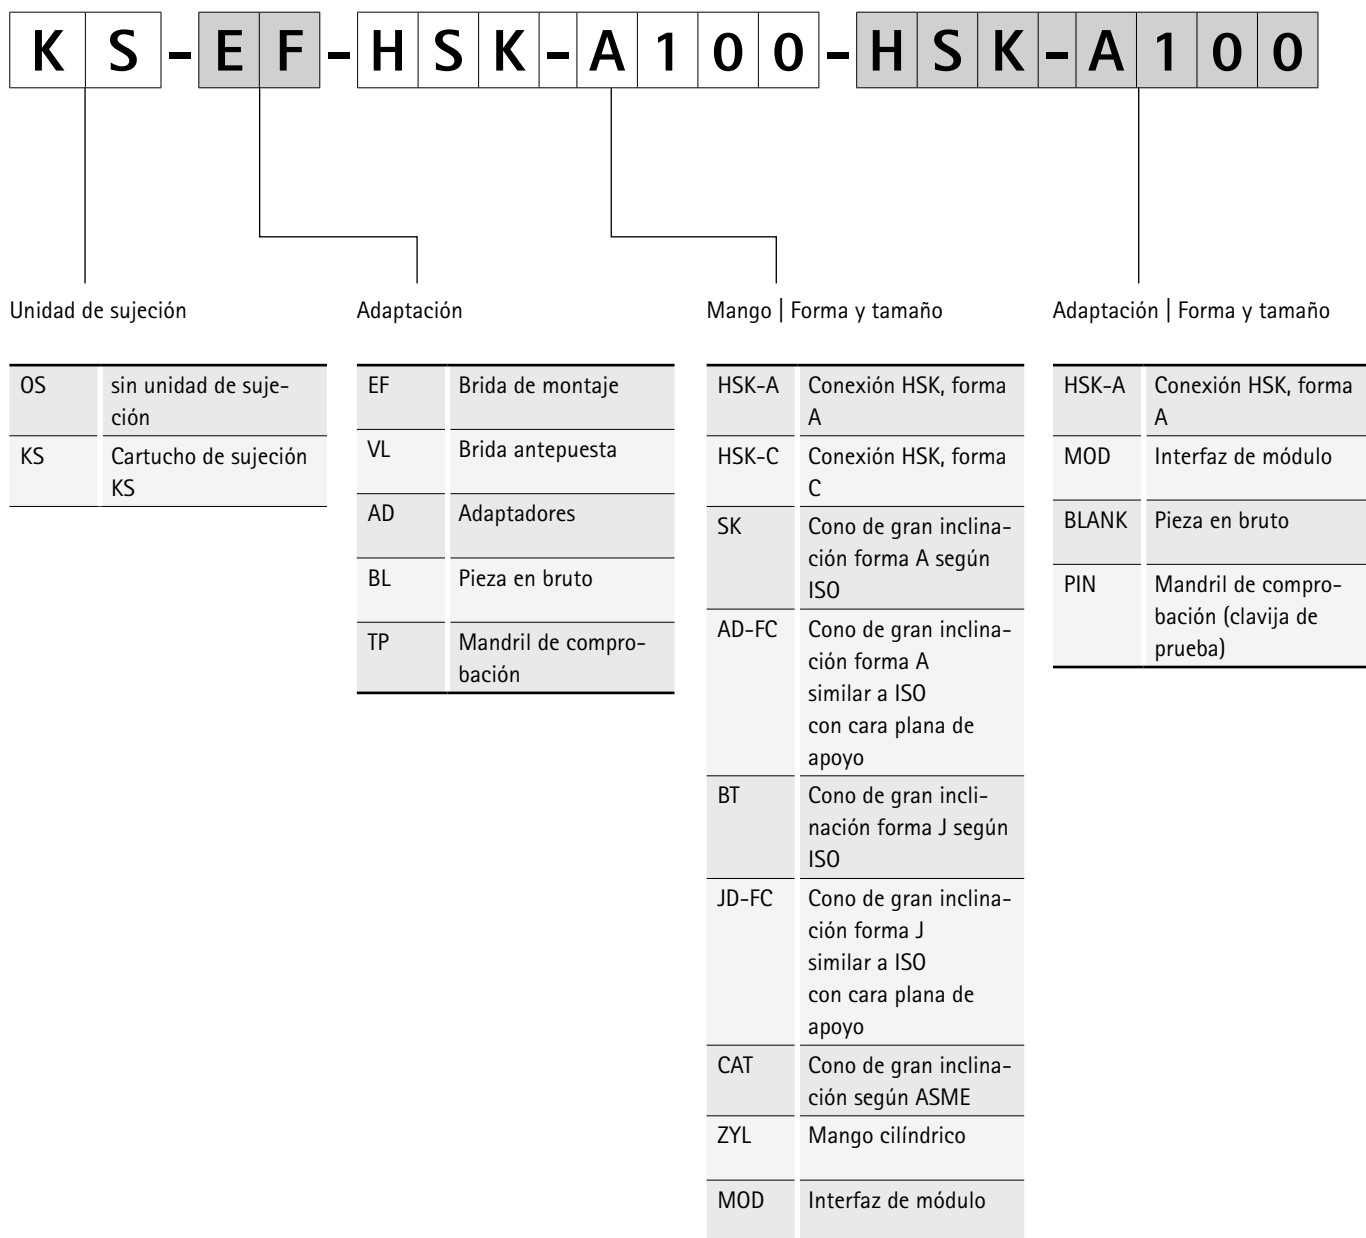 KS-EF-HSK-A100-HSK-A100
Unidad de sujeción
OS sin unidad de suje-
ción
KS Cartucho de sujeción
KS
Adaptación
EF Brida de montaje
VL Brida antepuesta
AD Adaptadores
BL Pieza en bruto
TP Mandril de compro-
bación
Mango | Forma y tamaño
HSK-A Conexión HSK, forma
A
HSK-C Conexión HSK, forma
C
SK Cono de gran inclina-
ción forma A según
ISO
AD-FC Cono de gran inclina-
ción forma A
similar a ISO
con cara plana de
apoyo
BT Cono de gran incli-
nación forma J según
ISO
JD-FC Cono de gran inclina-
ción forma J
similar a ISO
con cara plana de
apoyo
CAT Cono de gran inclina-
ción según ASME
ZYL Mango cilíndrico
MOD Interfaz de módulo
Adaptación | Forma y tamaño
HSK-A Conexión HSK, forma
A
MOD Interfaz de módulo
BLANK Pieza en bruto
PIN Mandril de compro-
bación (clavija de
prueba)